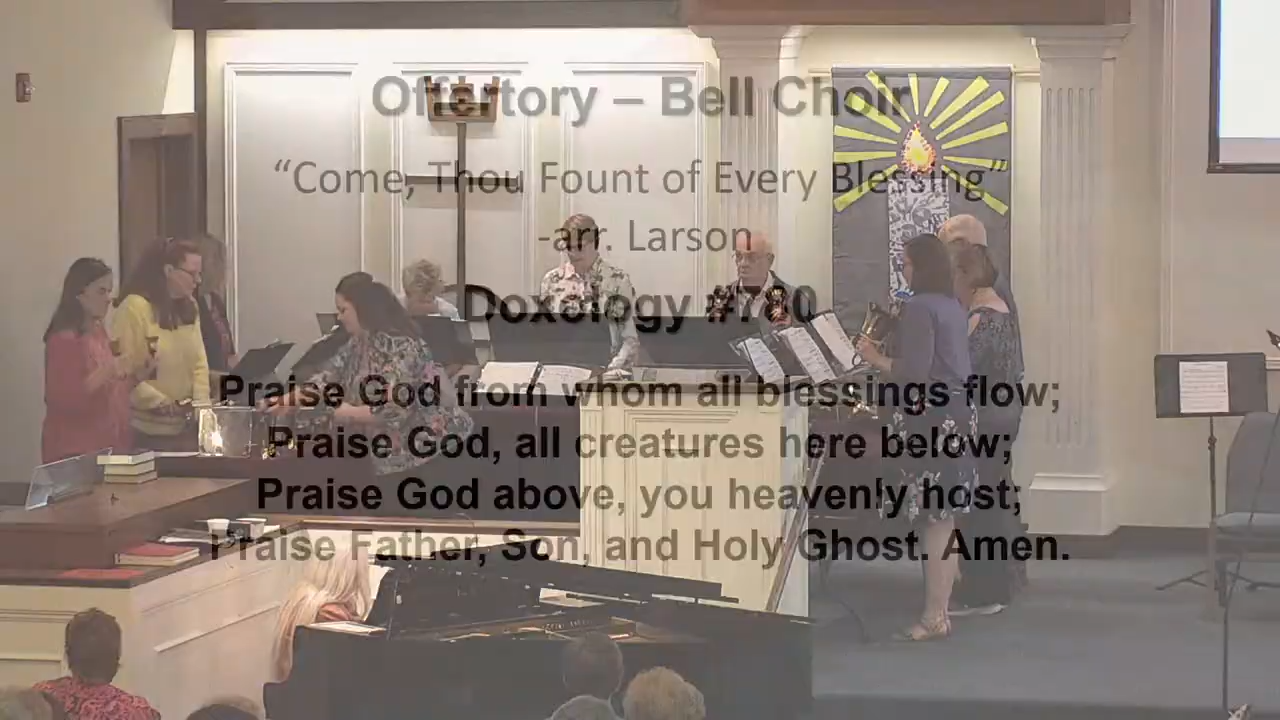 Offertory – Bell Choir
“Come, Thou Fount of Every Blessing”
-arr. Larson
Doxology #780
Praise God from whom all blessings flow;
Praise God, all creatures here below;
Praise God above, you heavenly host;
Praise Father, Son, and Holy Ghost. Amen.